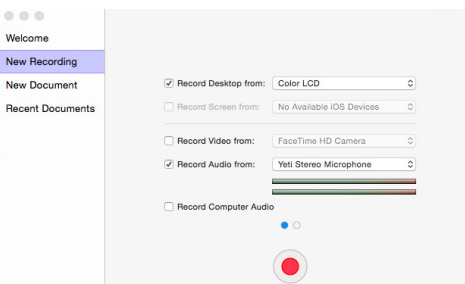 Welcome
New Recording
New Document
Recent Documents
Record Desktop from: Color LCD
Record Screen from: No Available iOS Devices
Record Video from: FaceTime HD Camera
Record Audio from: Yeti Stereo Microphone
Record Computer Audio